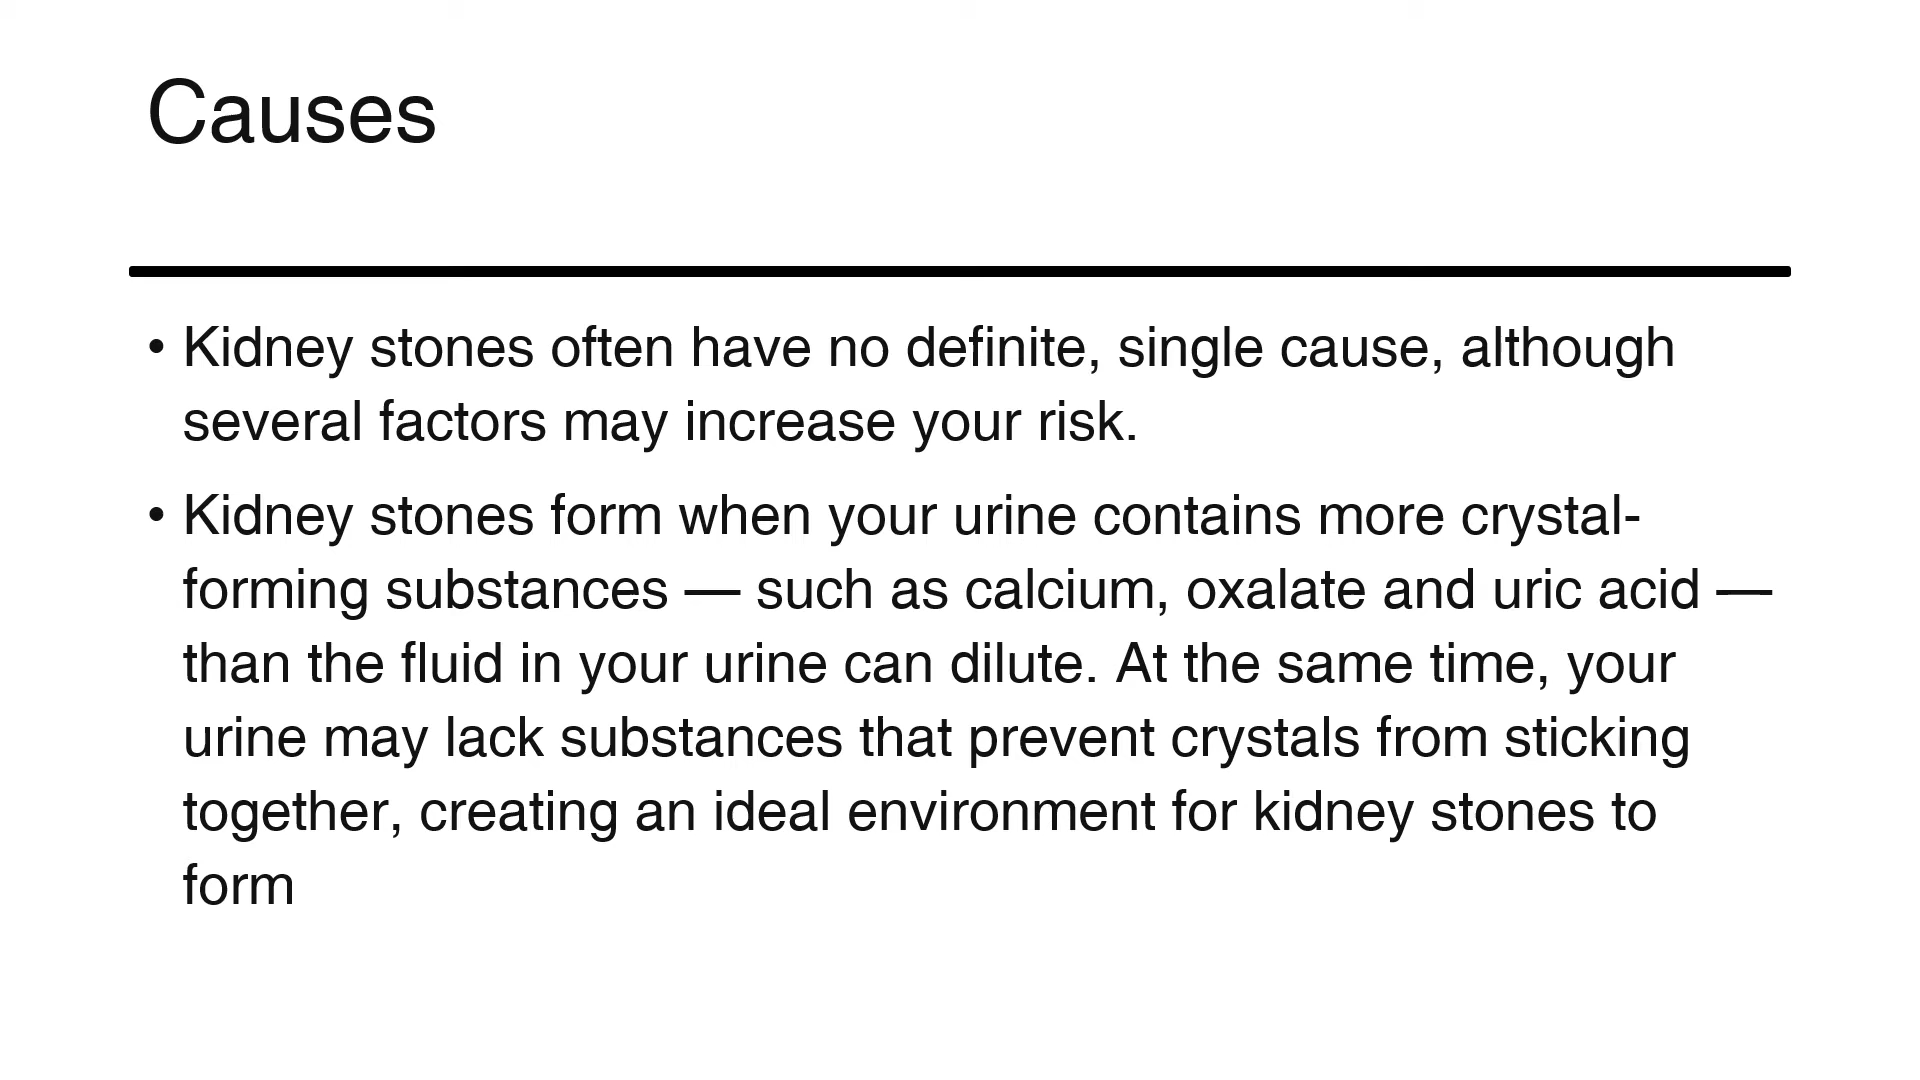 Causes
• Kidney stones often have no definite, single cause, although
several factors may increase your risk.
• Kidney stones form when your urine contains more crystal-
forming substances — such as calcium, oxalate and uric acid —
than the fluid in your urine can dilute. At the same time, your
urine may lack substances that prevent crystals from sticking
together, creating an ideal environment for kidney stones to
form